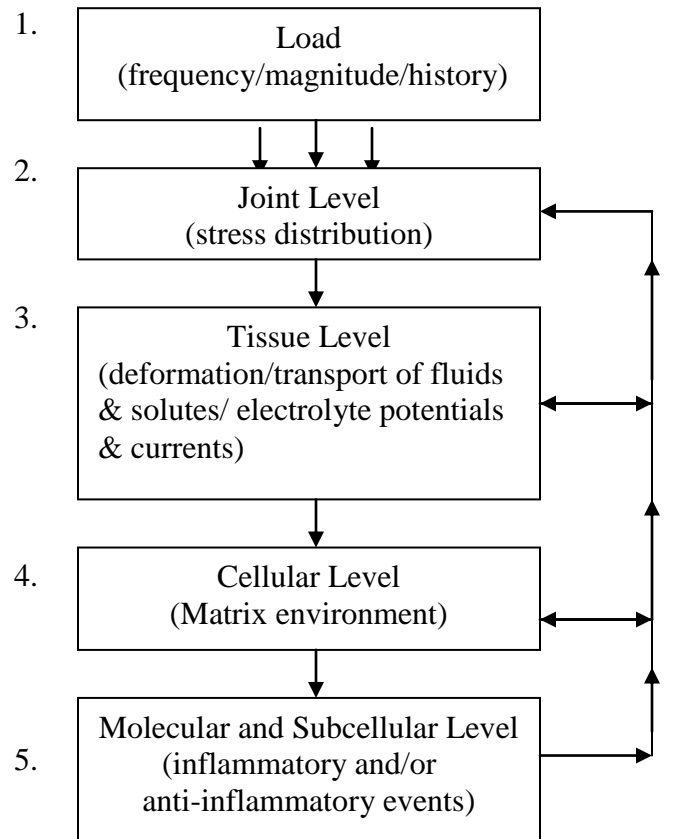 1.
Load
(frequency/magnitude/history)
2.
Joint Level
(stress distribution)
3.
Tissue Level
(deformation/transport of fluids
& solutes/ electrolyte potentials
& currents)
4.
Cellular Level
(Matrix environment)
5.
Molecular and Subcellular Level
(inflammatory and/or
anti-inflammatory events)